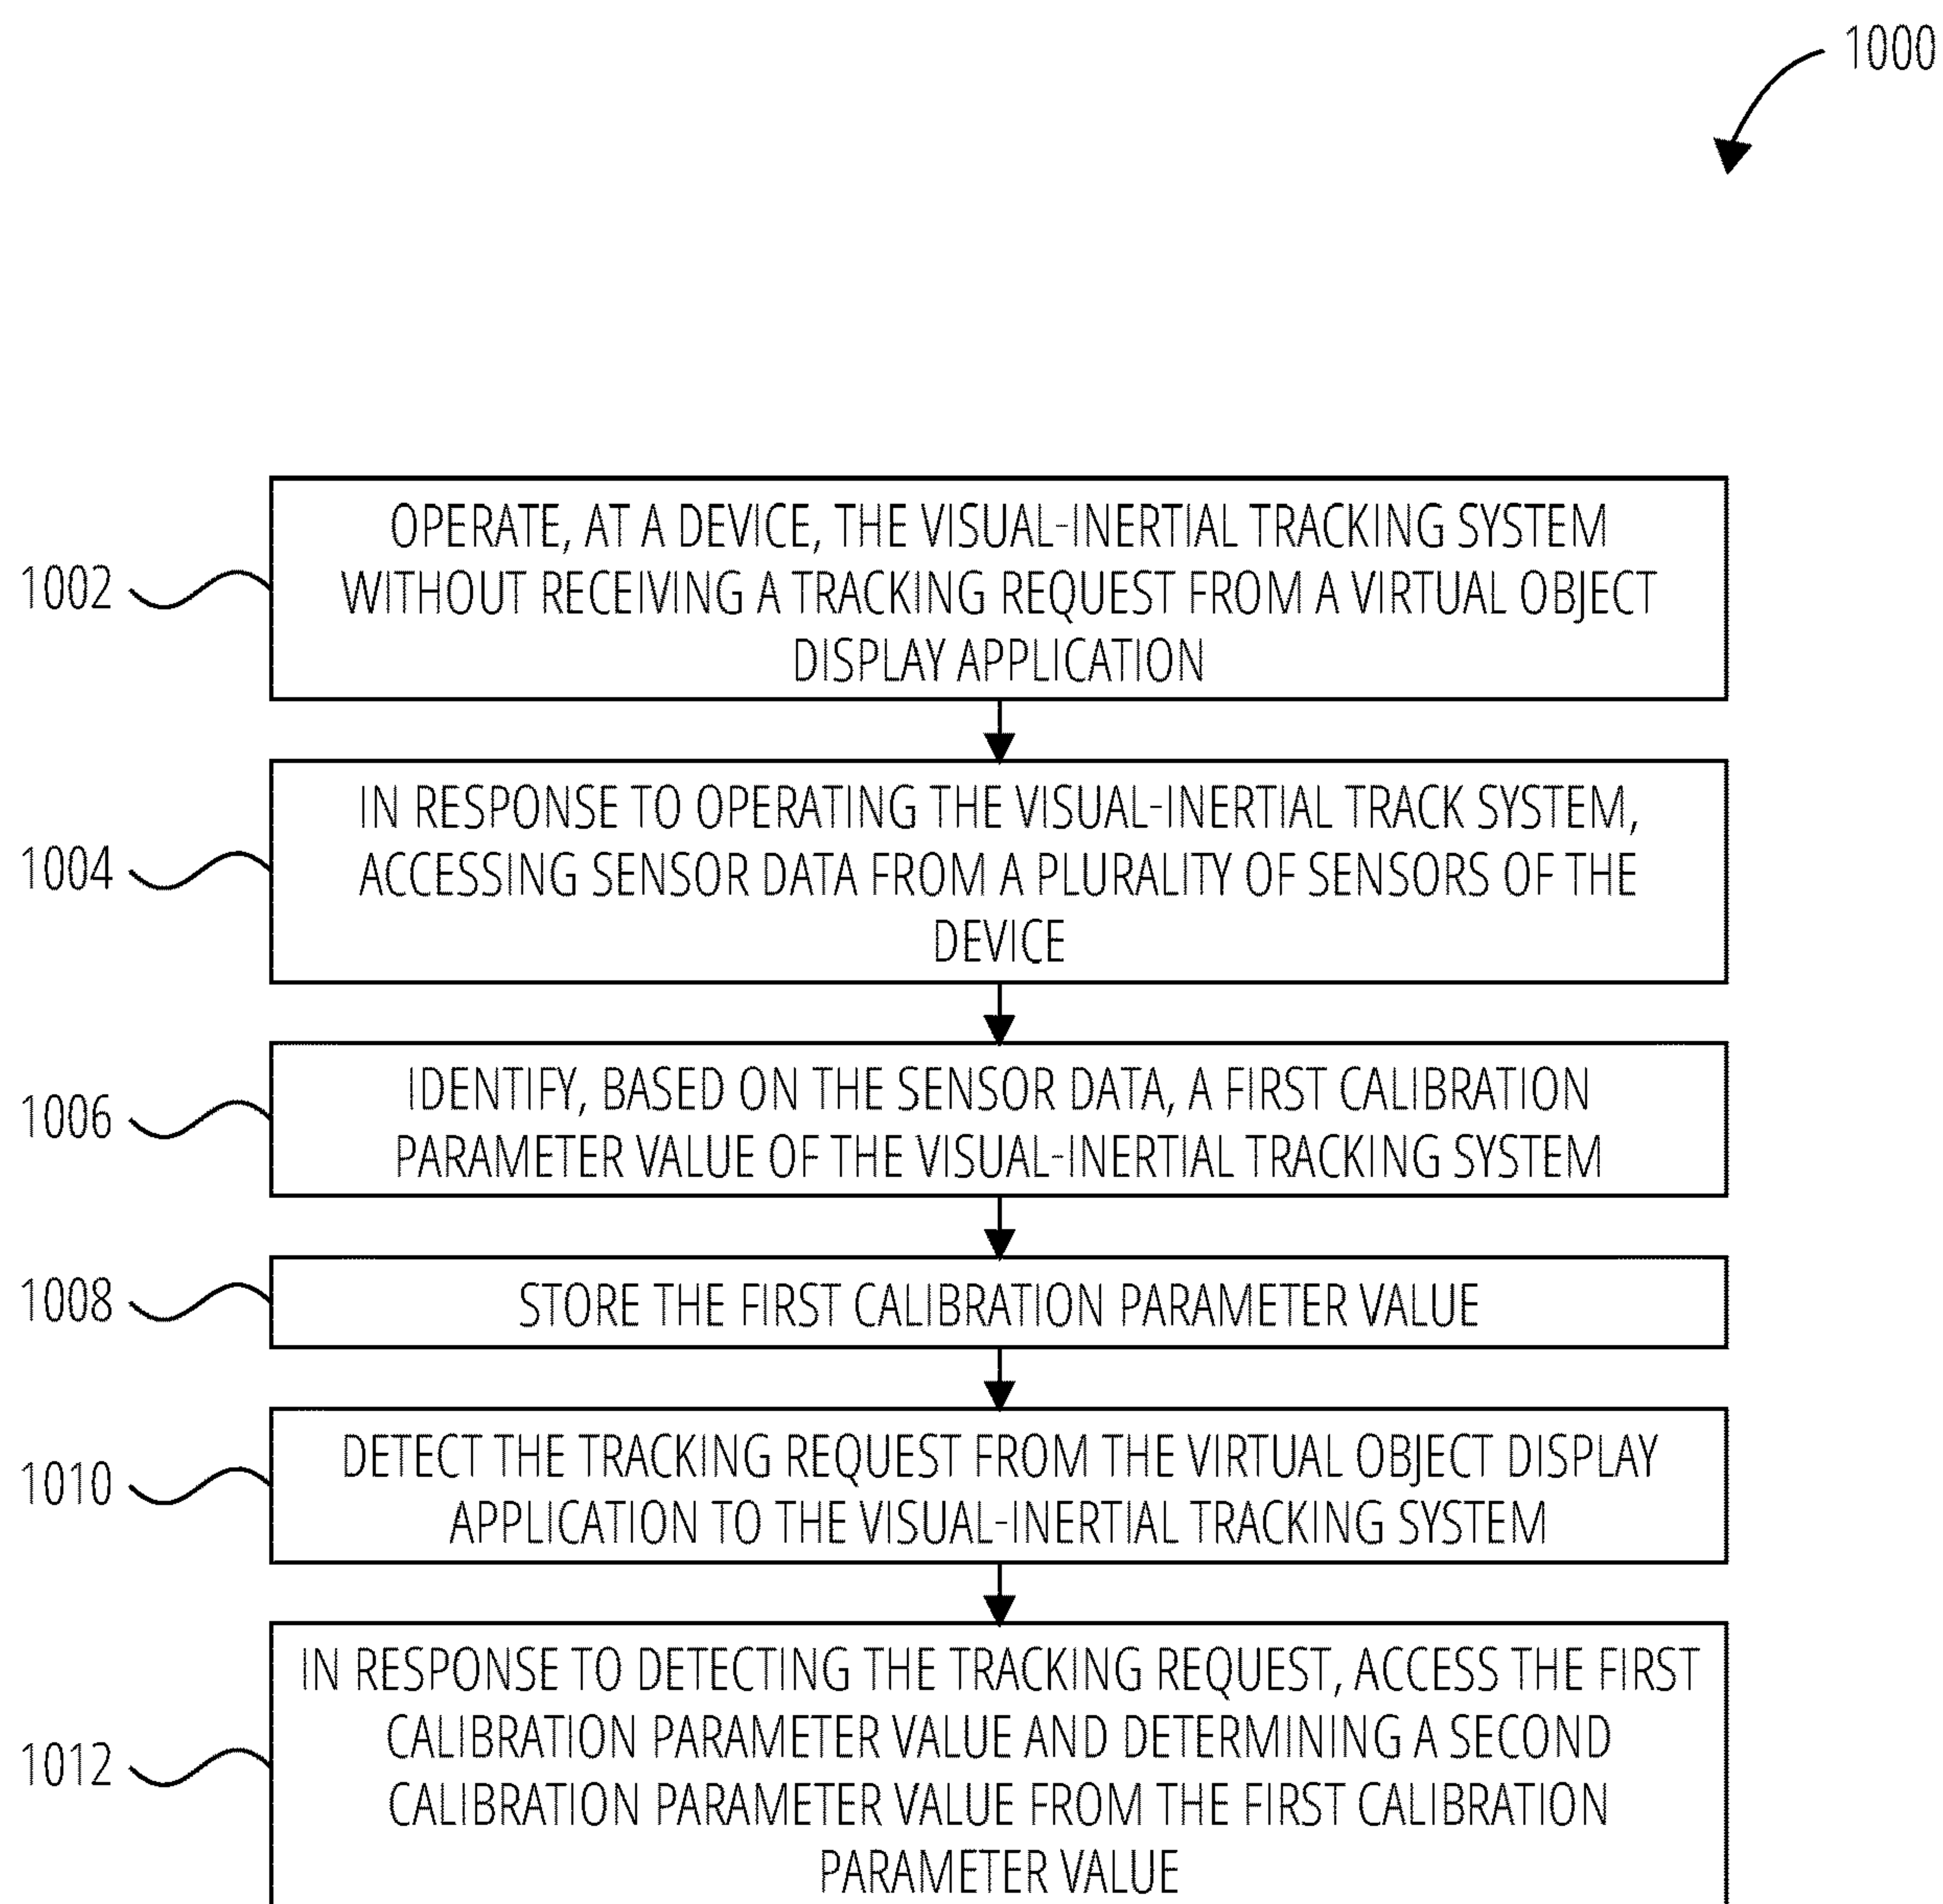 1000
OPERATE, AT A DEVICE, THE VISUAL-INERTIAL TRACKING SYSTEM
WITHOUT RECEIVING A TRACKING REQUEST FROM A VIRTUAL OBJECT
DISPLAY APPLICATION
1002
IN RESPONSE TO OPERATING THE VISUAL-INERTIAL TRACK SYSTEM,
ACCESSING SENSOR DATA FROM A PLURALITY OF SENSORS OF THE
DEVICE
1004
IDENTIFY, BASED ON THE SENSOR DATA, A FIRST CALIBRATION
PARAMETER VALUE OF THE VISUAL-INERTIAL TRACKING SYSTEM
1006
STORE THE FIRST CALIBRATION PARAMETER VALUE
1008
DETECT THE TRACKING REQUEST FROM THE VIRTUAL OBJECT DISPLAY
APPLICATION TO THE VISUAL-INERTIAL TRACKING SYSTEM
1010
IN RESPONSE TO DETECTING THE TRACKING REQUEST, ACCESS THE FIRST
CALIBRATION PARAMETER VALUE AND DETERMINING A SECOND
CALIBRATION PARAMETER VALUE FROM THE FIRST CALIBRATION
PARAMETER VALUE
1012